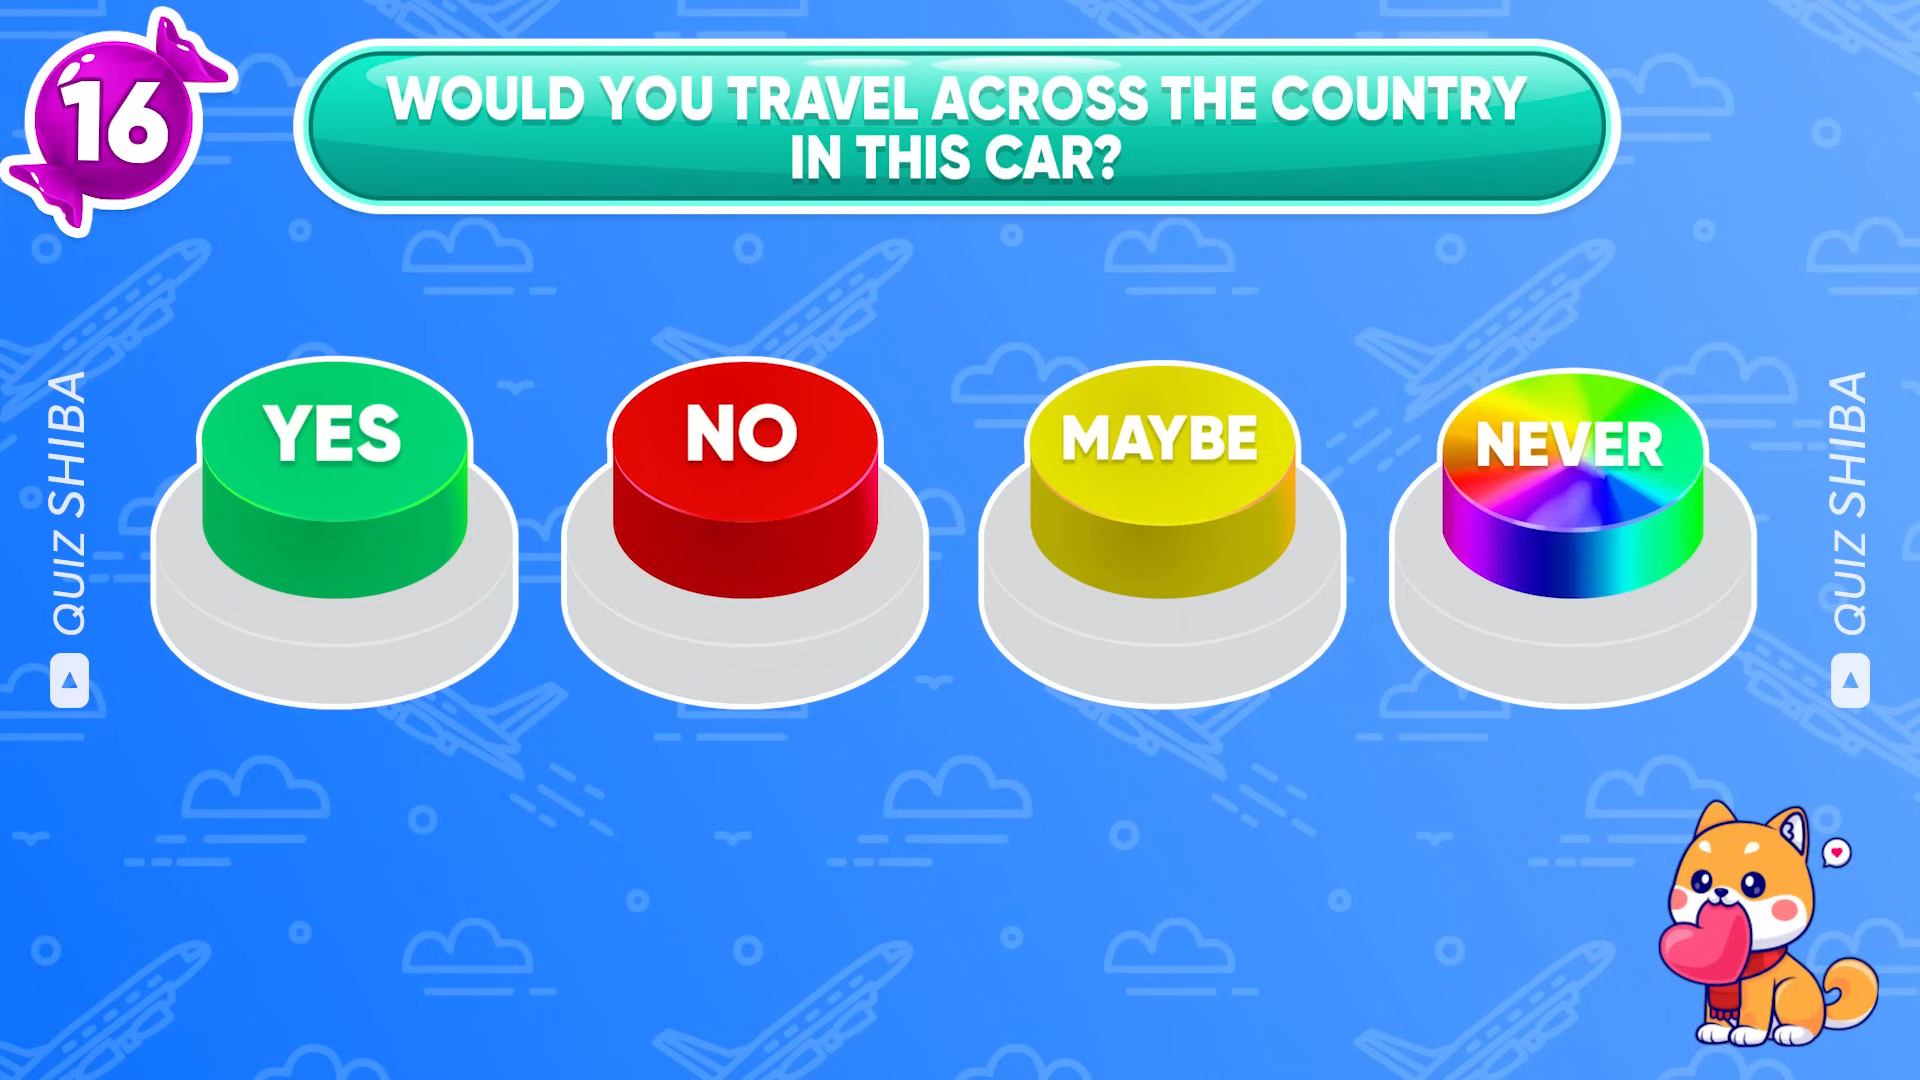 16
WOULD YOU TRAVEL ACROSS THE COUNTRY
IN THIS CAR?
YES
NO
MAYBE
NEVER
QUIZ SHIBA
QUIZ SHIBA